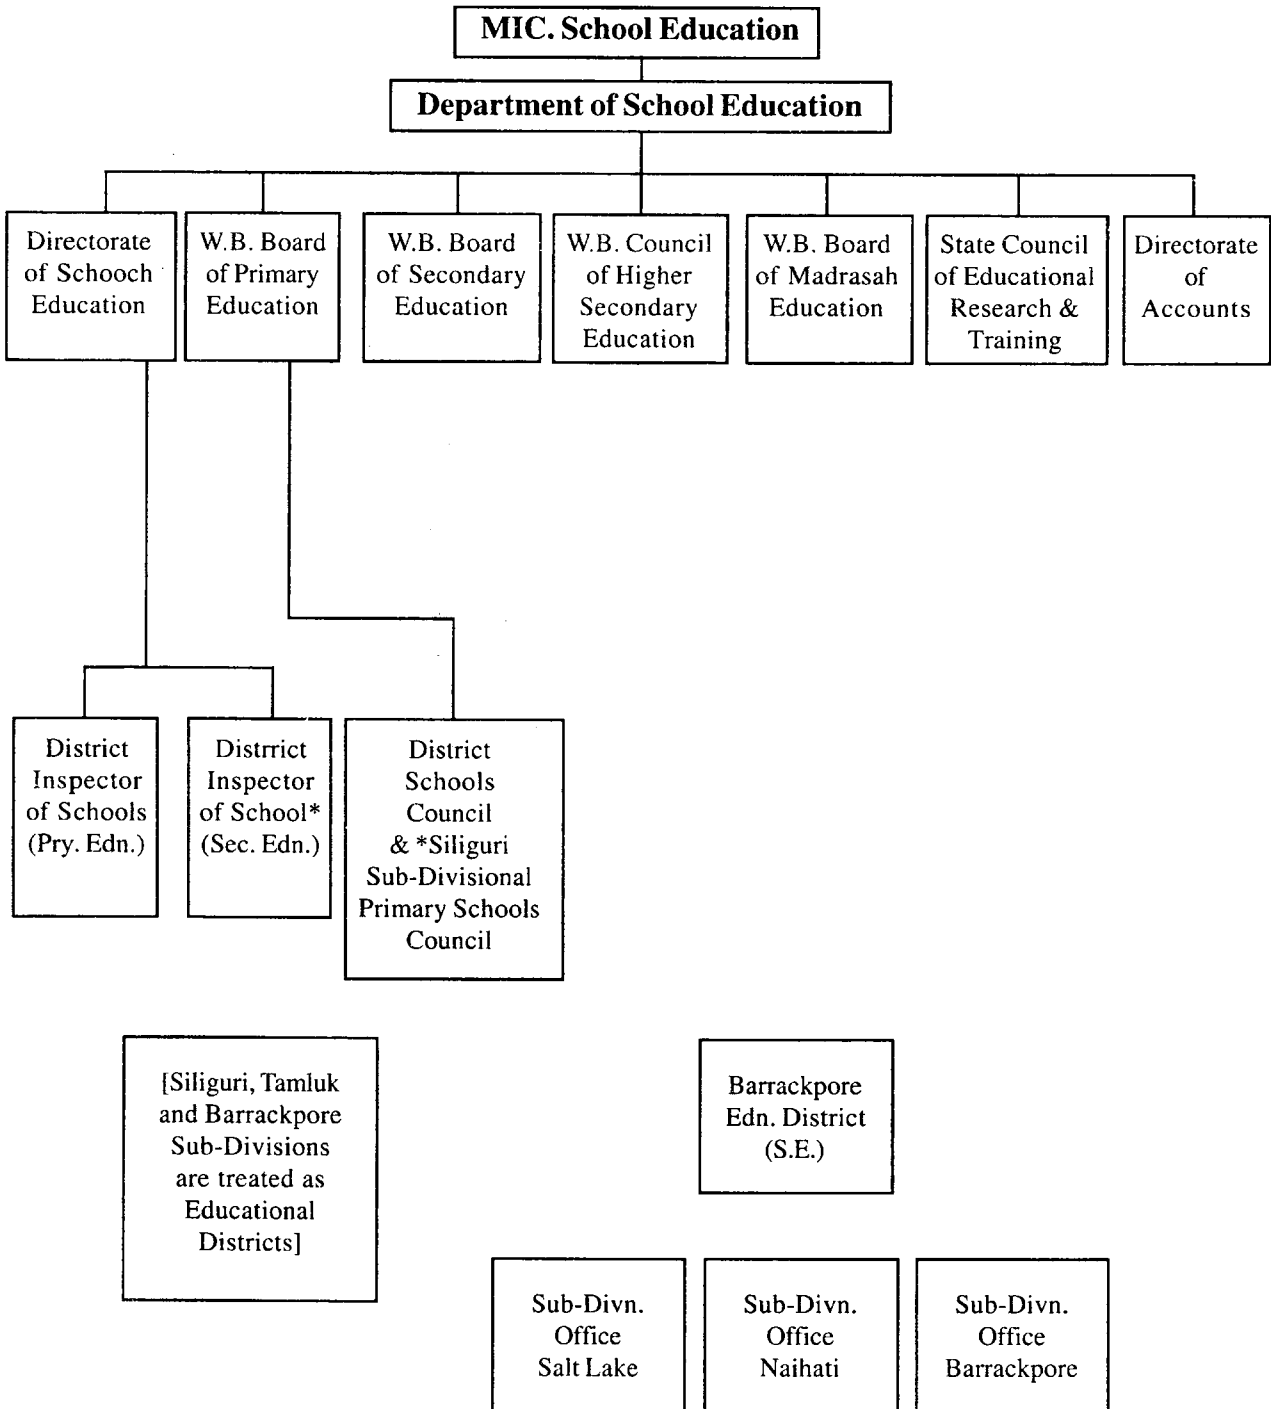 MIC. School Education
Department of School Education
Directorate
of Schooch
Education
W.B. Board
of Primary
Education
W.B. Board
of Secondary
Education
W.B. Council
of Higher
Secondary
Education
W.B. Board
of Madrasah
Education
State Council
of Educational
Research &
Training
Directorate
of
Accounts
District
Inspector
of Schools
(Pry. Edn.)
Distrrict
Inspector
of School*
(Sec. Edn.)
District
Schools
Council
& *Siliguri
Sub-Divisional
Primary Schools
Council
[Siliguri, Tamluk
and Barrackpore
Sub-Divisions
are treated as
Educational
Districts]
Barrackpore
Edn. District
(S.E.)
Sub-Divn.
Office
Salt Lake
Sub-Divn.
Office
Naihati
Sub-Divn.
Office
Barrackpore